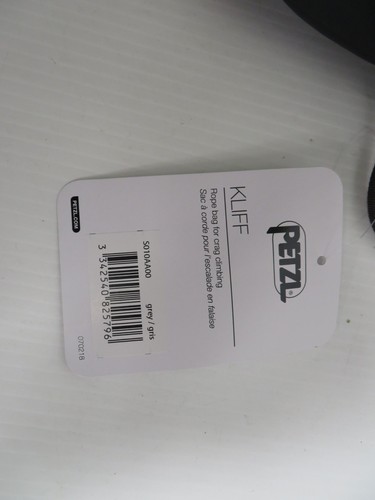 PETZL®
KLIFF
Rope bag for crag climbing
Sac à corde pour l'escalade en falaise
S010AA00 grey / gris
3 342540 825796
070218
PETZL.COM